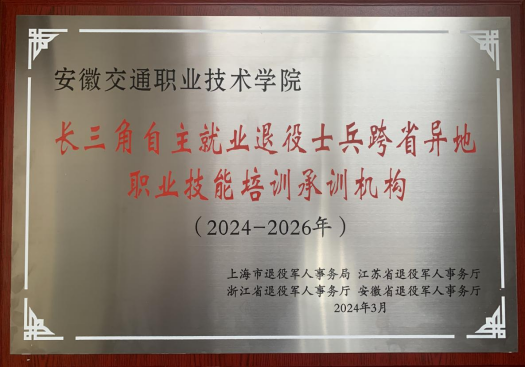 安徽交通职业技术学院
长三角自主就业退役士兵跨省异地
职业技能培训承训机构
（2024-2026年）
上海市退役军人事务局 江苏省退役军人事务厅
浙江省退役军人事务厅 安徽省退役军人事务厅
2024年3月